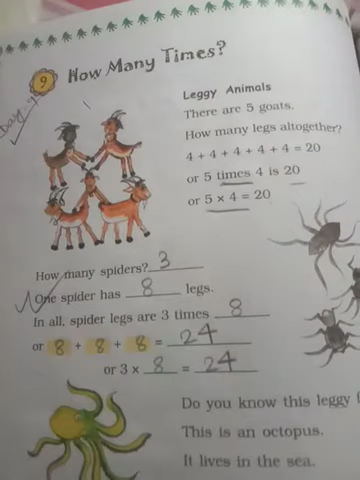 9
How Many Times?
Leggy Animals
There are 5 goats.
How many legs altogether?
4 + 4 + 4 + 4 + 4 = 20
or 5 times 4 is 20
or 5 × 4 = 20
How many spiders? 3
One spider has 8 legs.
In all, spider legs are 3 times 8
or 8 + 8 + 8 = 24
or 3 × 8 = 24
Do you know this leggy
This is an octopus.
It lives in the sea.